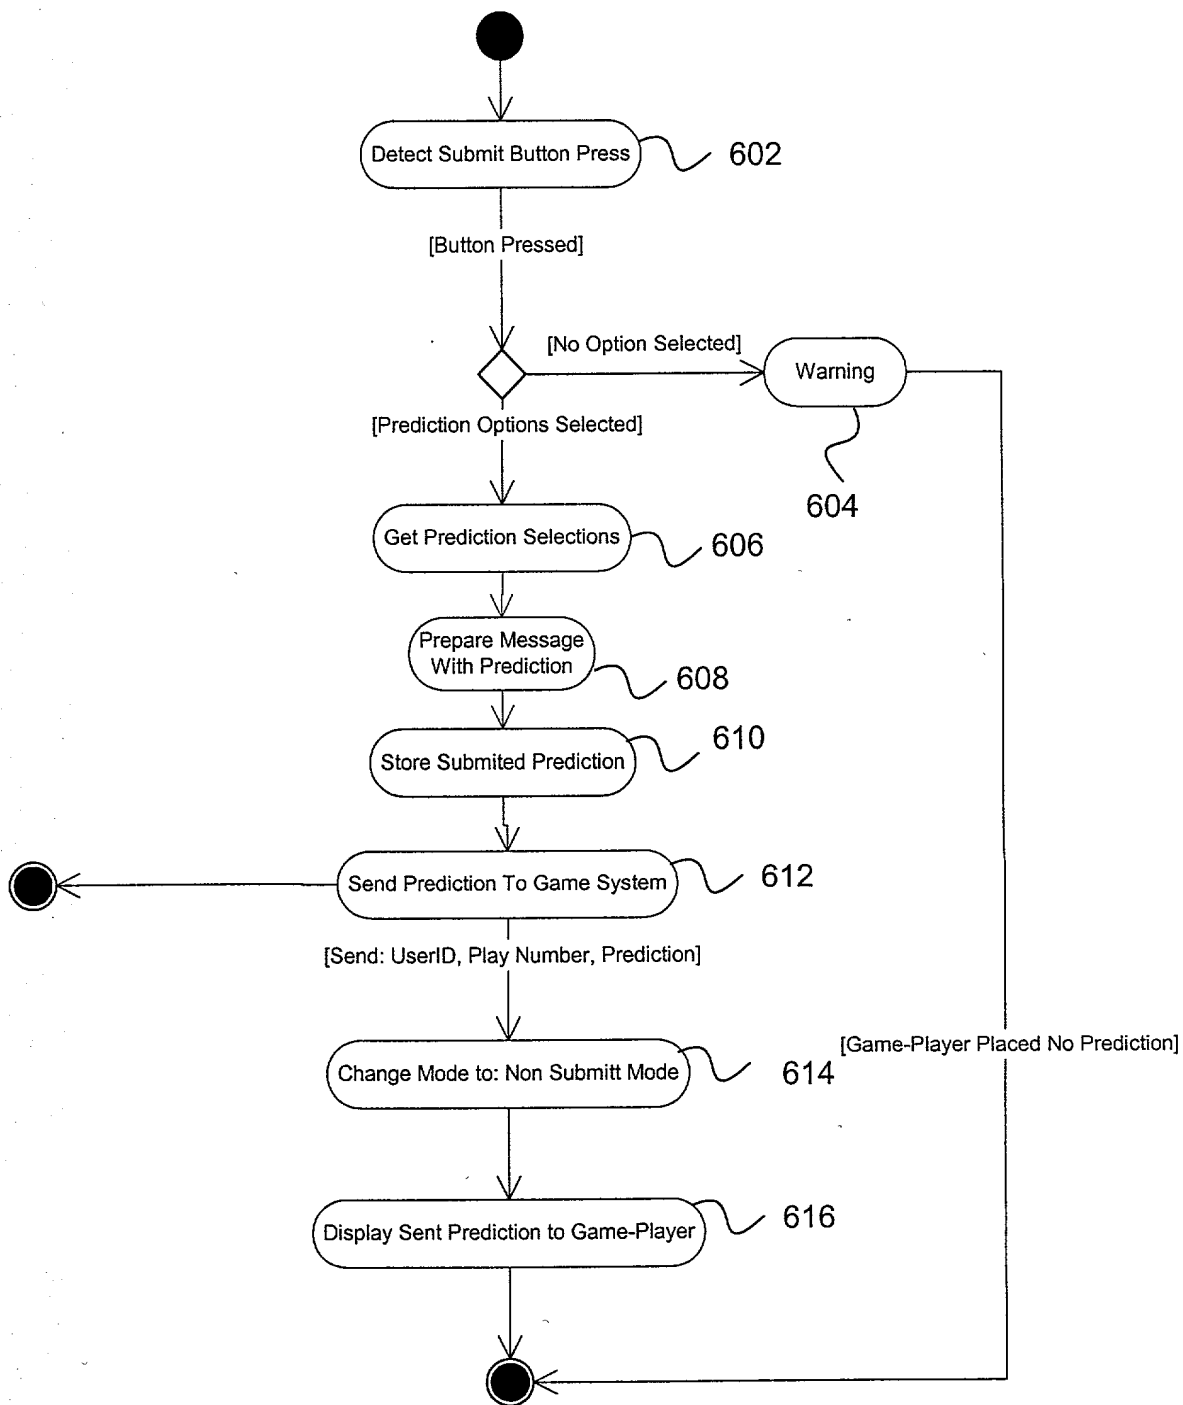 Detect Submit Button Press
602
[Button Pressed]
[No Option Selected]
Warning
604
[Prediction Options Selected]
Get Prediction Selections
606
Prepare Message
With Prediction
608
Store Submited Prediction
610
Send Prediction To Game System
612
[Send: UserID, Play Number, Prediction]
[Game-Player Placed No Prediction]
Change Mode to: Non Submitt Mode
614
Display Sent Prediction to Game-Player
616